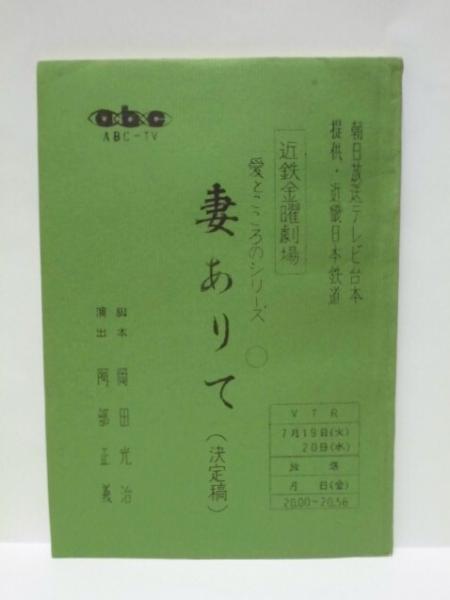 朝日放送テレビ台本
提供・近畿日本鉄道
近鉄金曜劇場
愛とこころのシリーズ
妻ありて
(決定稿)
脚本 岡田光治
演出 阿部正義
abc
ABC-TV
VTR
7月19日(火)
20日(水)
放送
月 日(金)
20.00~20.56